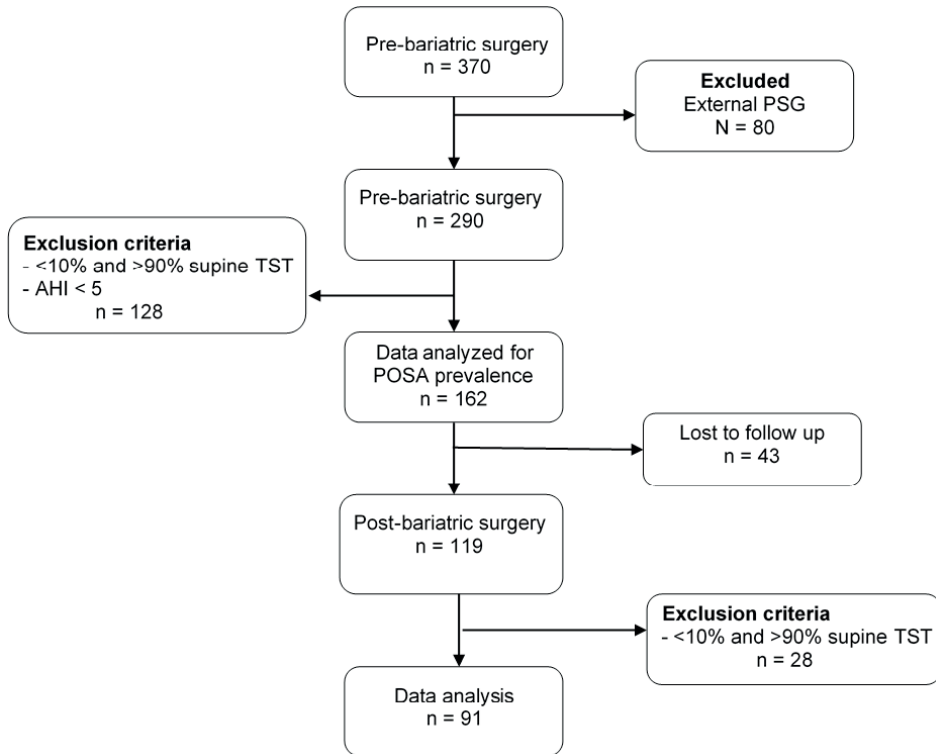 Pre-bariatric surgery
n = 370
Excluded
External PSG
N = 80
Pre-bariatric surgery
n = 290
Exclusion criteria
- <10% and >90% supine TST
- AHI < 5
n = 128
Data analyzed for
POSA prevalence
n = 162
Lost to follow up
n = 43
Post-bariatric surgery
n = 119
Exclusion criteria
- <10% and >90% supine TST
n = 28
Data analysis
n = 91